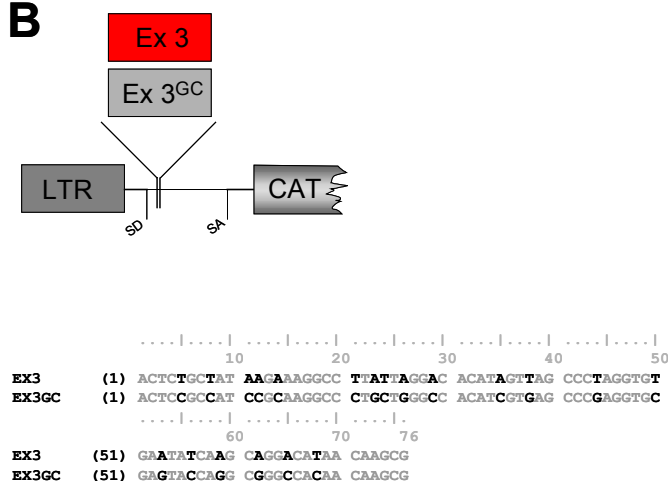 B
Ex 3
Ex 3GC
LTR
CAT
SD
SA
....|....|....|....|....|....|....|....|....|....|
10 20 30 40 50
EX3 (1) ACTCTGCTAT AAGAAAGGCC TTATTAGGAC ACATAGTTAG CCCTAGGTGT
EX3GC (1) ACTCCGCCAT CCGCAAGGCC CTGCTGGGCC ACATCGTGAG CCCGAGGTGC
....|....|....|....|....|.
60 70 76
EX3 (51) GAATATCAAG CAGGACATAA CAAGCG
EX3GC (51) GAGTACCAGG CGGGCCACAA CAAGCG